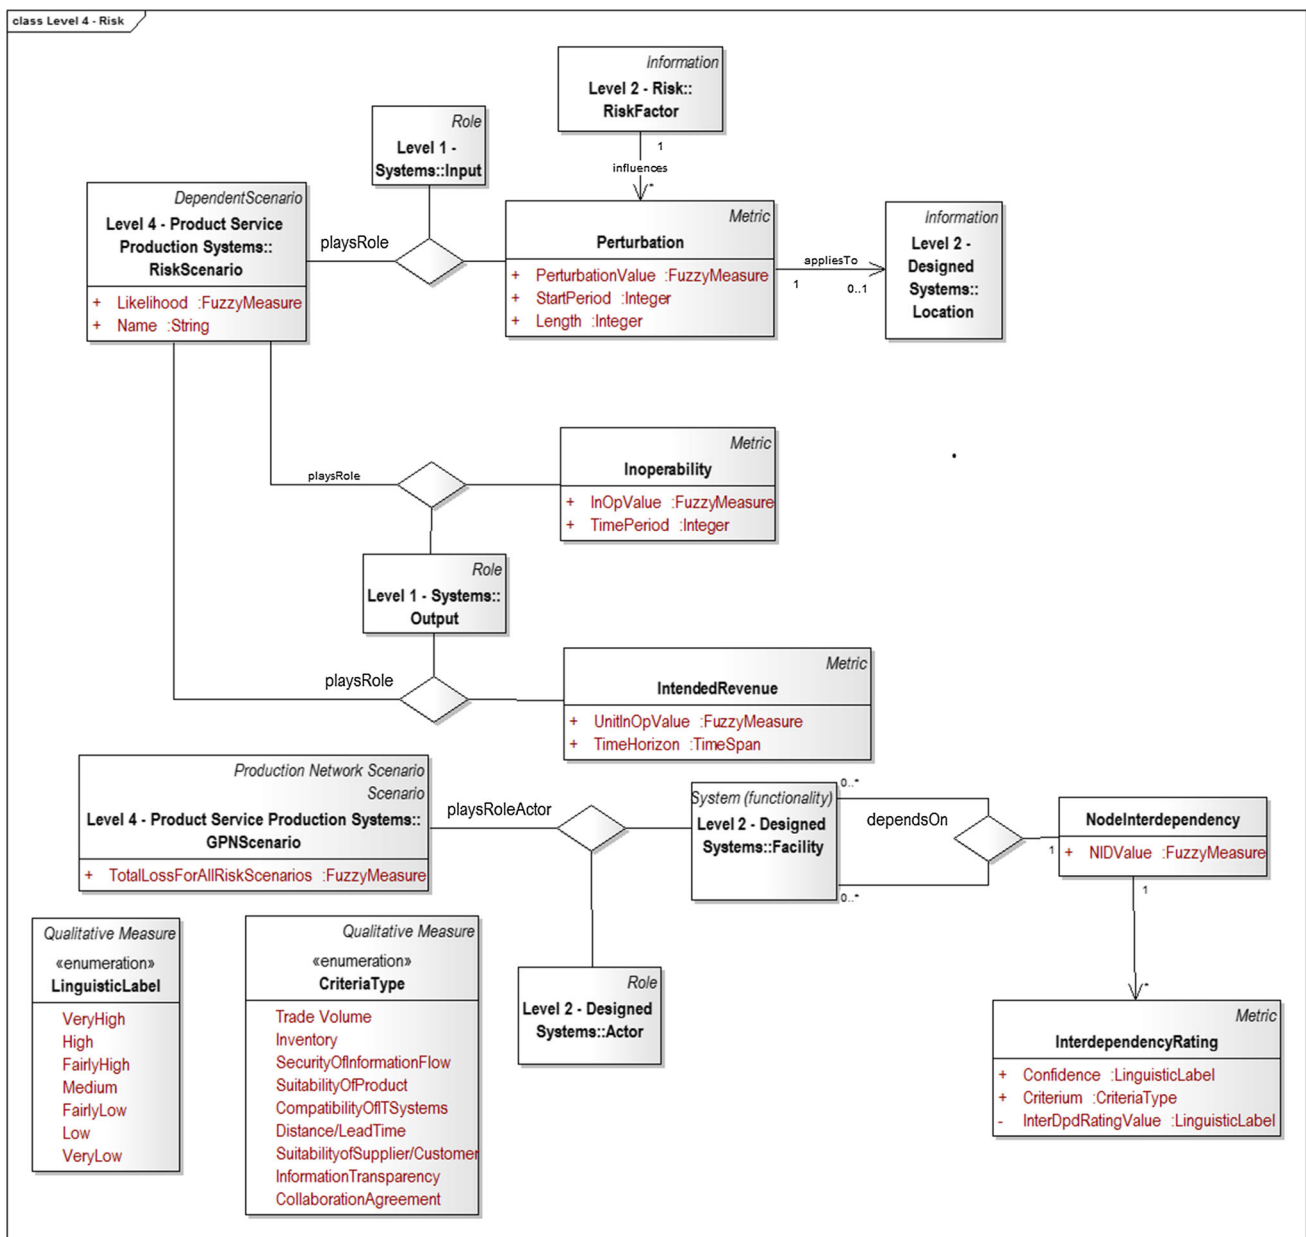 class Level 4 - Risk
Information
Level 2 - Risk::
RiskFactor
1
influences
*
Role
Level 1 -
Systems::Input
DependentScenario
Level 4 - Product Service
Production Systems::
RiskScenario
+ Likelihood :FuzzyMeasure
+ Name :String
playsRole
Metric
Perturbation
+ PerturbationValue :FuzzyMeasure
+ StartPeriod :Integer
+ Length :Integer
appliesTo
1
0..1
Information
Level 2 -
Designed
Systems::
Location
playsRole
Metric
Inoperability
+ InOpValue :FuzzyMeasure
+ TimePeriod :Integer
Role
Level 1 - Systems::
Output
playsRole
Metric
IntendedRevenue
+ UnitInOpValue :FuzzyMeasure
+ TimeHorizon :TimeSpan
Production Network Scenario
Scenario
Level 4 - Product Service Production Systems::
GPNScenario
+ TotalLossForAllRiskScenarios :FuzzyMeasure
playsRoleActor
System (functionality)
Level 2 - Designed
Systems::Facility
0..*
dependsOn
0..*
1
NodeInterdependency
+ NIDValue :FuzzyMeasure
1
*
Qualitative Measure
«enumeration»
LinguisticLabel
VeryHigh
High
FairlyHigh
Medium
FairlyLow
Low
VeryLow
Qualitative Measure
«enumeration»
CriteriaType
Trade Volume
Inventory
SecurityOfInformationFlow
SuitabilityOfProduct
CompatibilityOfITSystems
Distance/LeadTime
SuitabilityofSupplier/Customer
InformationTransparency
CollaborationAgreement
Role
Level 2 - Designed
Systems::Actor
Metric
InterdependencyRating
+ Confidence :LinguisticLabel
+ Criterium :CriteriaType
- InterDpdRatingValue :LinguisticLabel